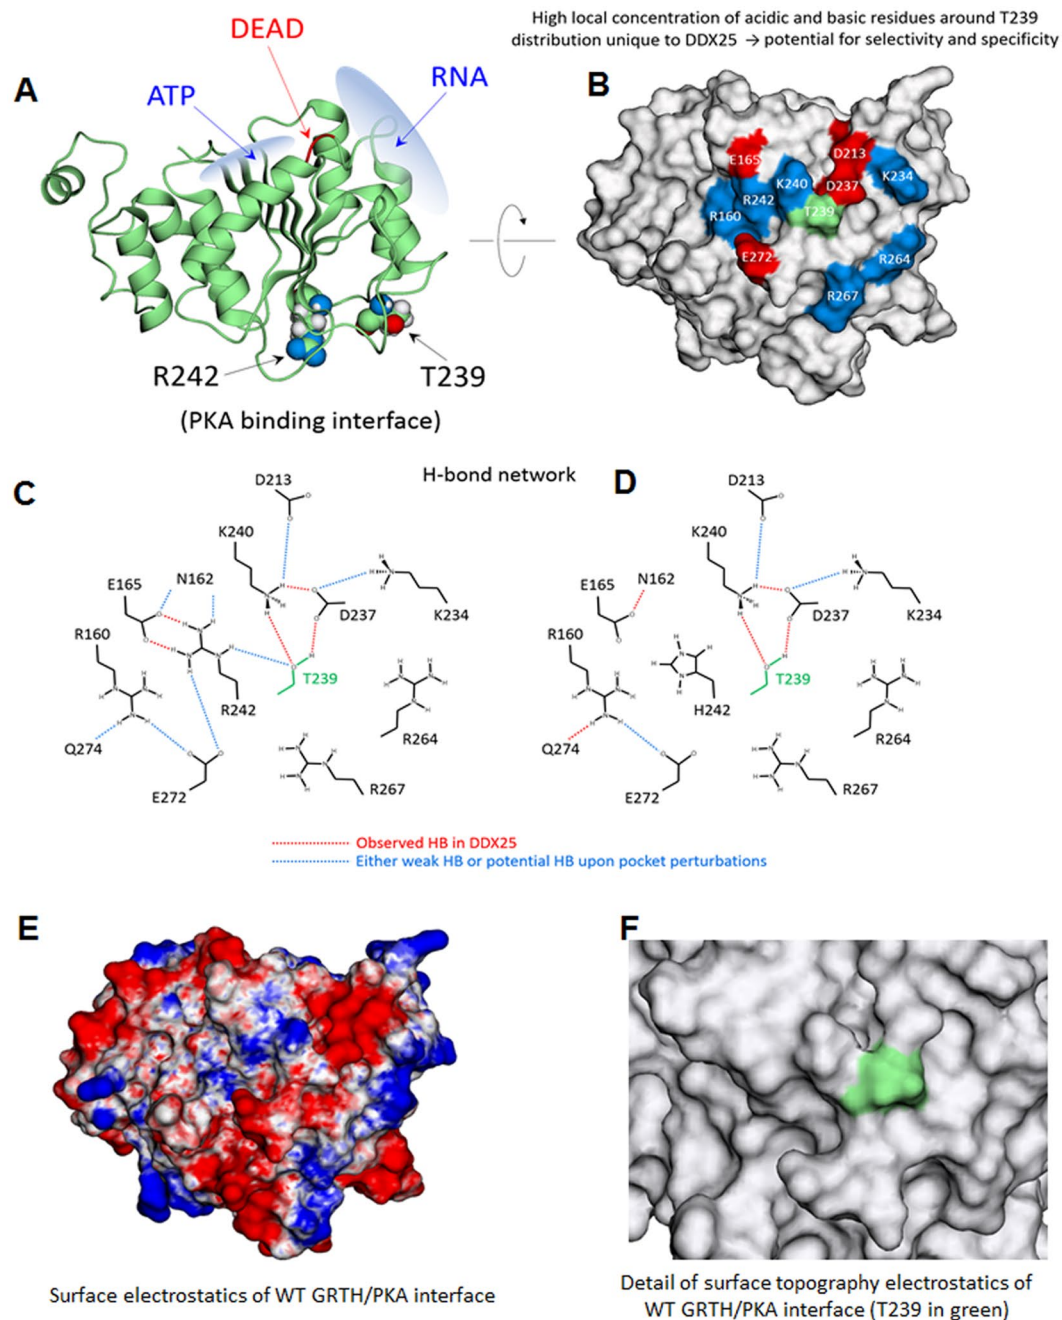 High local concentration of acidic and basic residues around T239
distribution unique to DDX25 → potential for selectivity and specificity
A
DEAD
ATP
RNA
R242
T239
(PKA binding interface)
B
E165
D213
K240
D237
K234
R242
R160
T239
E272
R264
R267
C
H-bond network
D213
K240
N162
E165
D237
K234
R160
T239
R242
R264
Q274
E272
R267
D
D213
K240
N162
E165
D237
K234
R160
T239
H242
R264
Q274
E272
R267
Observed HB in DDX25
Either weak HB or potential HB upon pocket perturbations
E
Surface electrostatics of WT GRTH/PKA interface
F
Detail of surface topography electrostatics of
WT GRTH/PKA interface (T239 in green)